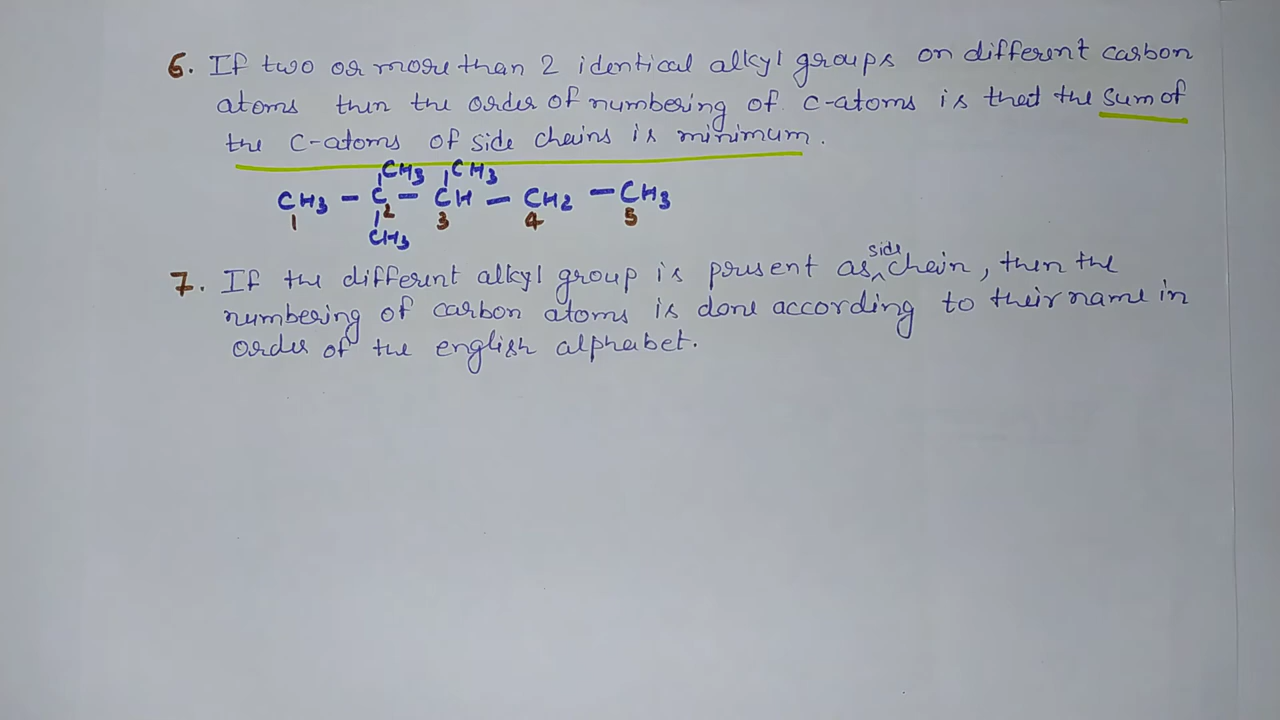 6. If two or more than 2 identical alkyl groups on different carbon
atoms then the order of numbering of C-atoms is that the sum of
the C-atoms of side chains is minimum.
CH3 CH3
CH3 - C - CH - CH2 - CH3
1 2 3 4 5
CH3
side
7. If the different alkyl group is present as ^ chain, then the
numbering of carbon atoms is done according to their name in
order of the english alphabet.